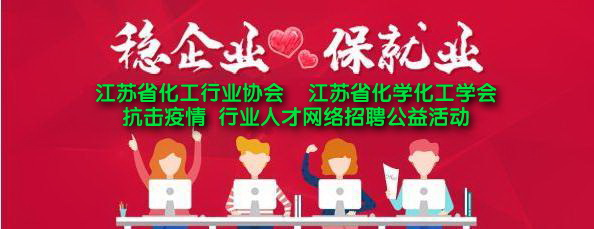 稳企业 保就业
江苏省化工行业协会 江苏省化学化工学会
抗击疫情 行业人才网络招聘公益活动